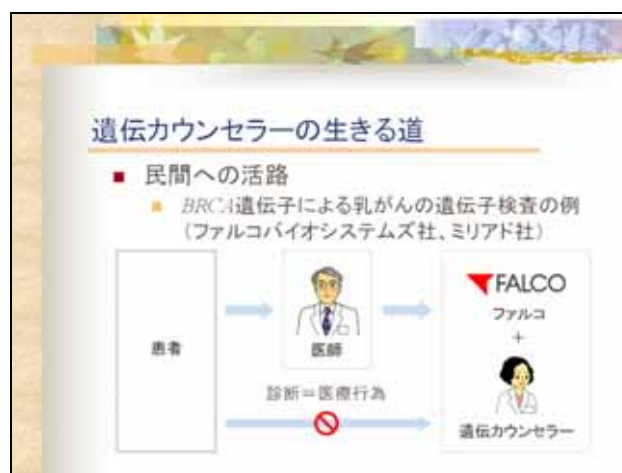 遺伝カウンセラーの生きる道
民間への活路
BRCA遺伝子による乳がんの遺伝子検査の例
(ファルコバイオシステムズ社、ミリアド社)
患者
医師
診断=医療行為
FALCO
ファルコ
+
遺伝カウンセラー